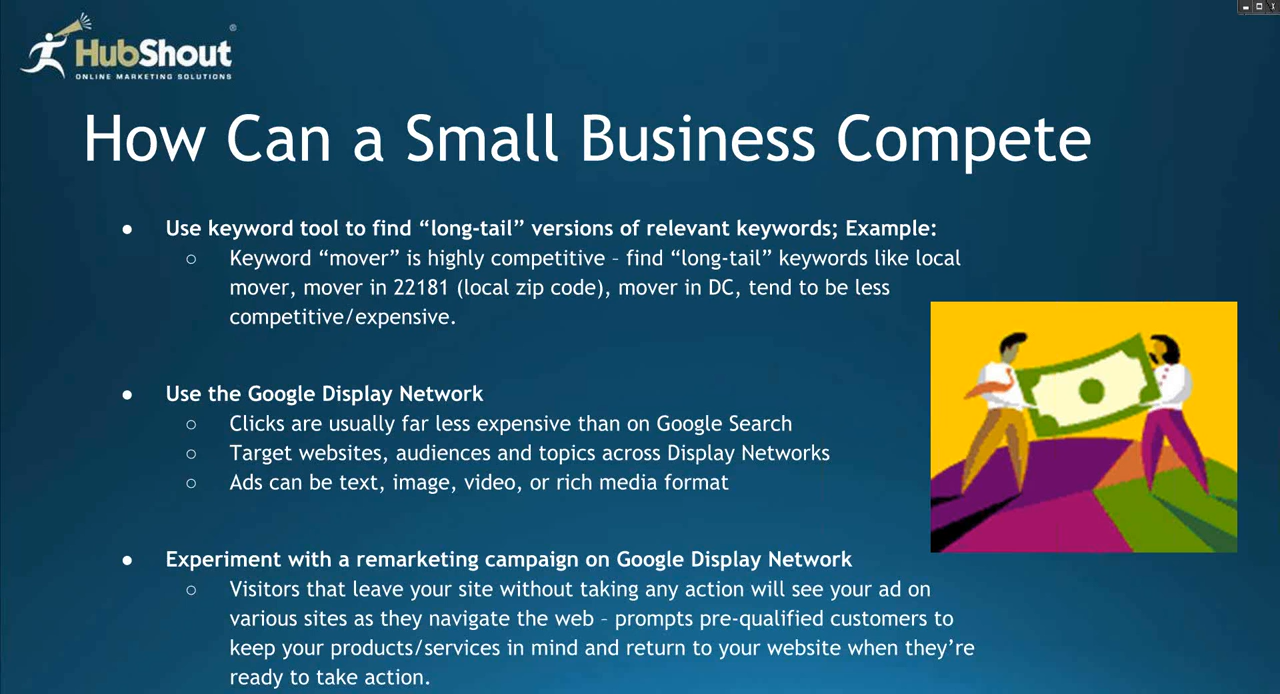 HubShout®
ONLINE MARKETING SOLUTIONS
How Can a Small Business Compete
● Use keyword tool to find “long-tail” versions of relevant keywords; Example:
○ Keyword “mover” is highly competitive – find “long-tail” keywords like local
mover, mover in 22181 (local zip code), mover in DC, tend to be less
competitive/expensive.
● Use the Google Display Network
○ Clicks are usually far less expensive than on Google Search
○ Target websites, audiences and topics across Display Networks
○ Ads can be text, image, video, or rich media format
● Experiment with a remarketing campaign on Google Display Network
○ Visitors that leave your site without taking any action will see your ad on
various sites as they navigate the web – prompts pre-qualified customers to
keep your products/services in mind and return to your website when they’re
ready to take action.